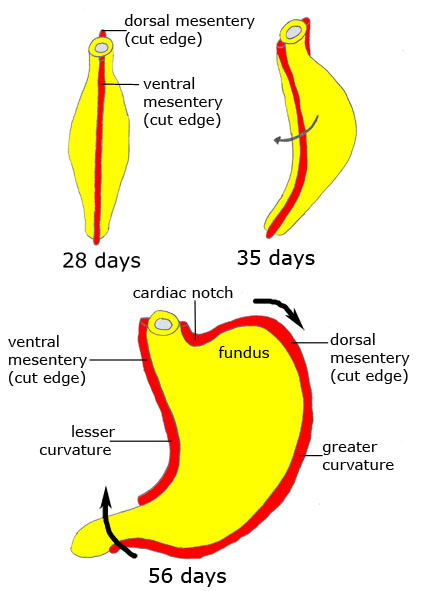 dorsal mesentery
(cut edge)
ventral
mesentery
(cut edge)
28 days
35 days
cardiac notch
ventral
mesentery
(cut edge)
fundus
dorsal
mesentery
(cut edge)
lesser
curvature
greater
curvature
56 days